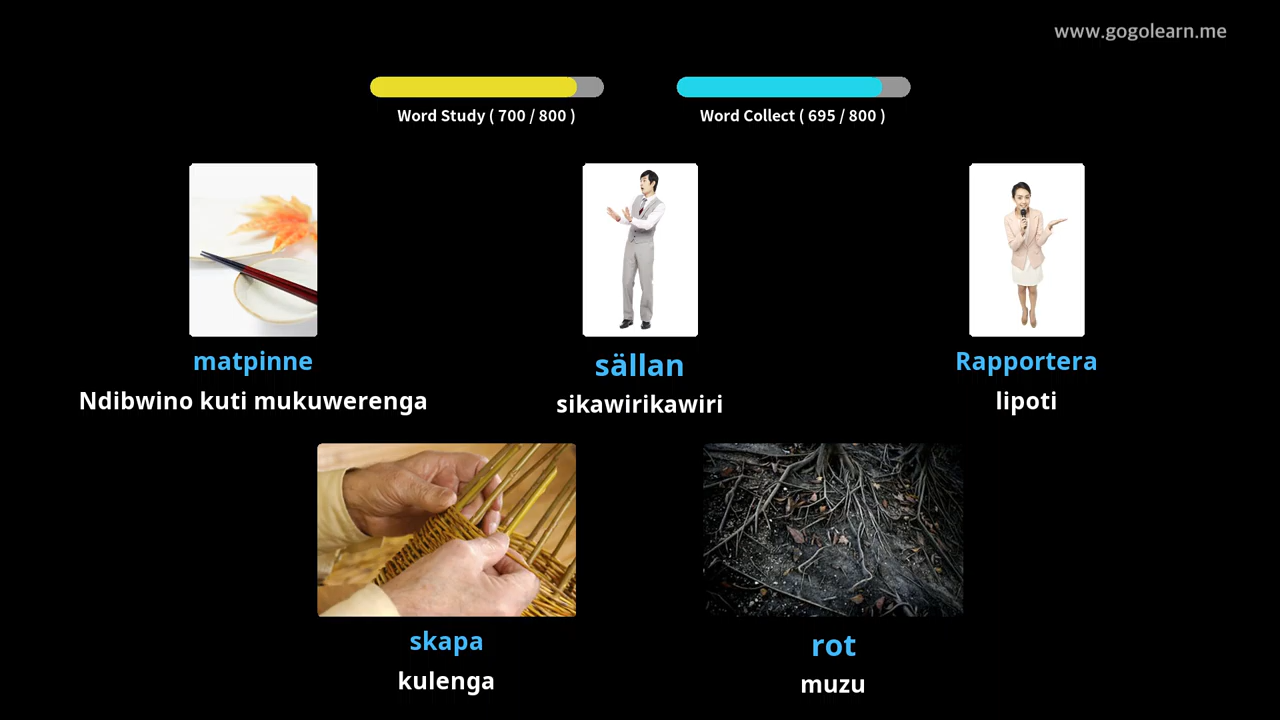 www.gogolearn.me
Word Study ( 700 / 800 )
Word Collect ( 695 / 800 )
matpinne
Ndibwino kuti mukuwerenga
sällan
sikawirikawiri
Rapportera
lipoti
skapa
kulenga
rot
muzu